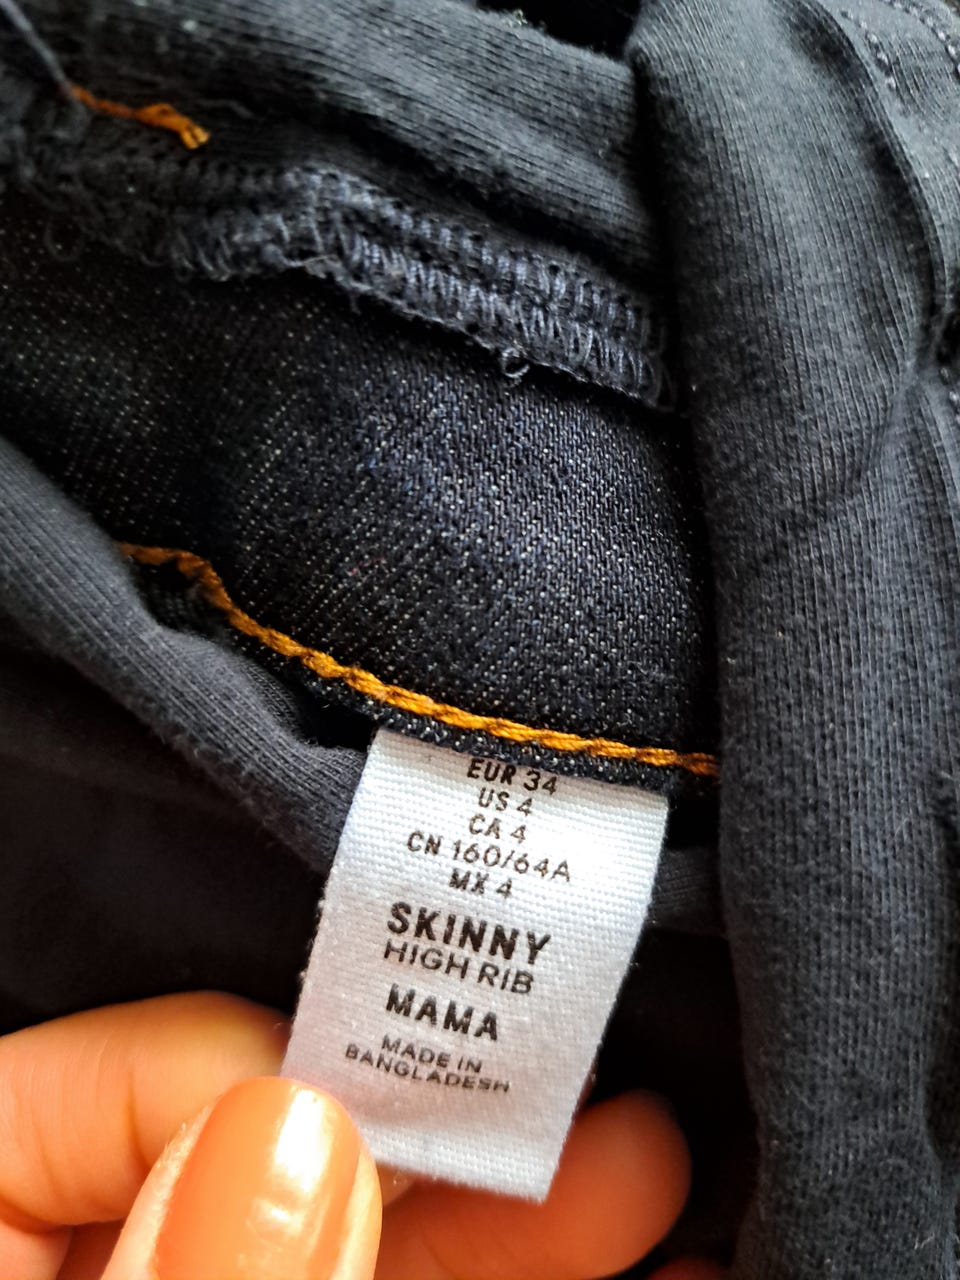 EUR 34
US 4
CA 4
CN 160/64A
MX 4
SKINNY
HIGH RIB
MAMA
MADE IN
BANGLADESH